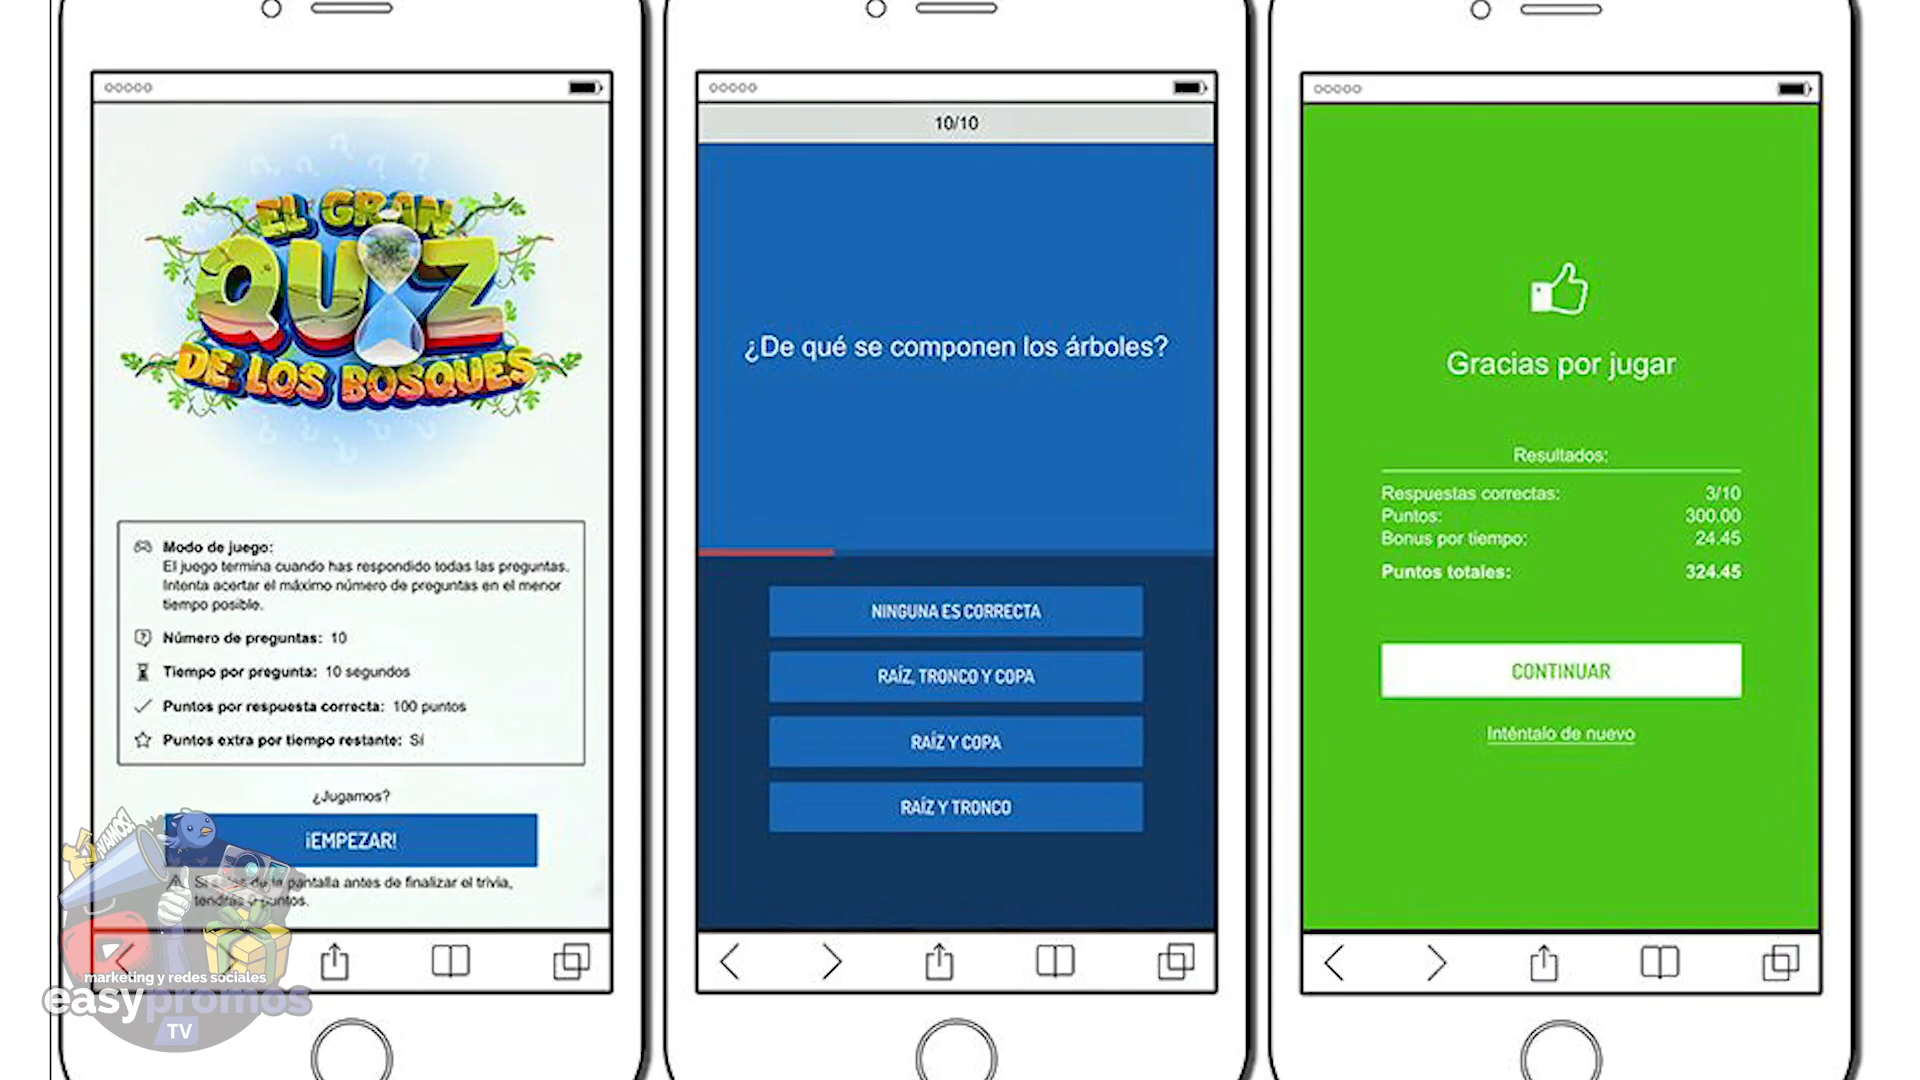 EL GRAN
QUIZ
DE LOS BOSQUES
Modo de juego:
El juego termina cuando has respondido todas las preguntas.
Intenta acertar el máximo número de preguntas en el menor
tiempo posible.
Número de preguntas: 10
Tiempo por pregunta: 10 segundos
Puntos por respuesta correcta: 100 puntos
Puntos extra por tiempo restante: Sí
¿Jugamos?
¡EMPEZAR!
pantalla antes de finalizar el trivia,
puntos.
¡VAMOS!
marketing y redes sociales
easypromos
TV
10/10
¿De qué se componen los árboles?
NINGUNA ES CORRECTA
RAÍZ, TRONCO Y COPA
RAÍZ Y COPA
RAÍZ Y TRONCO
Gracias por jugar
Resultados:
Respuestas correctas: 3/10
Puntos: 300.00
Bonus por tiempo: 24.45
Puntos totales: 324.45
CONTINUAR
Inténtalo de nuevo